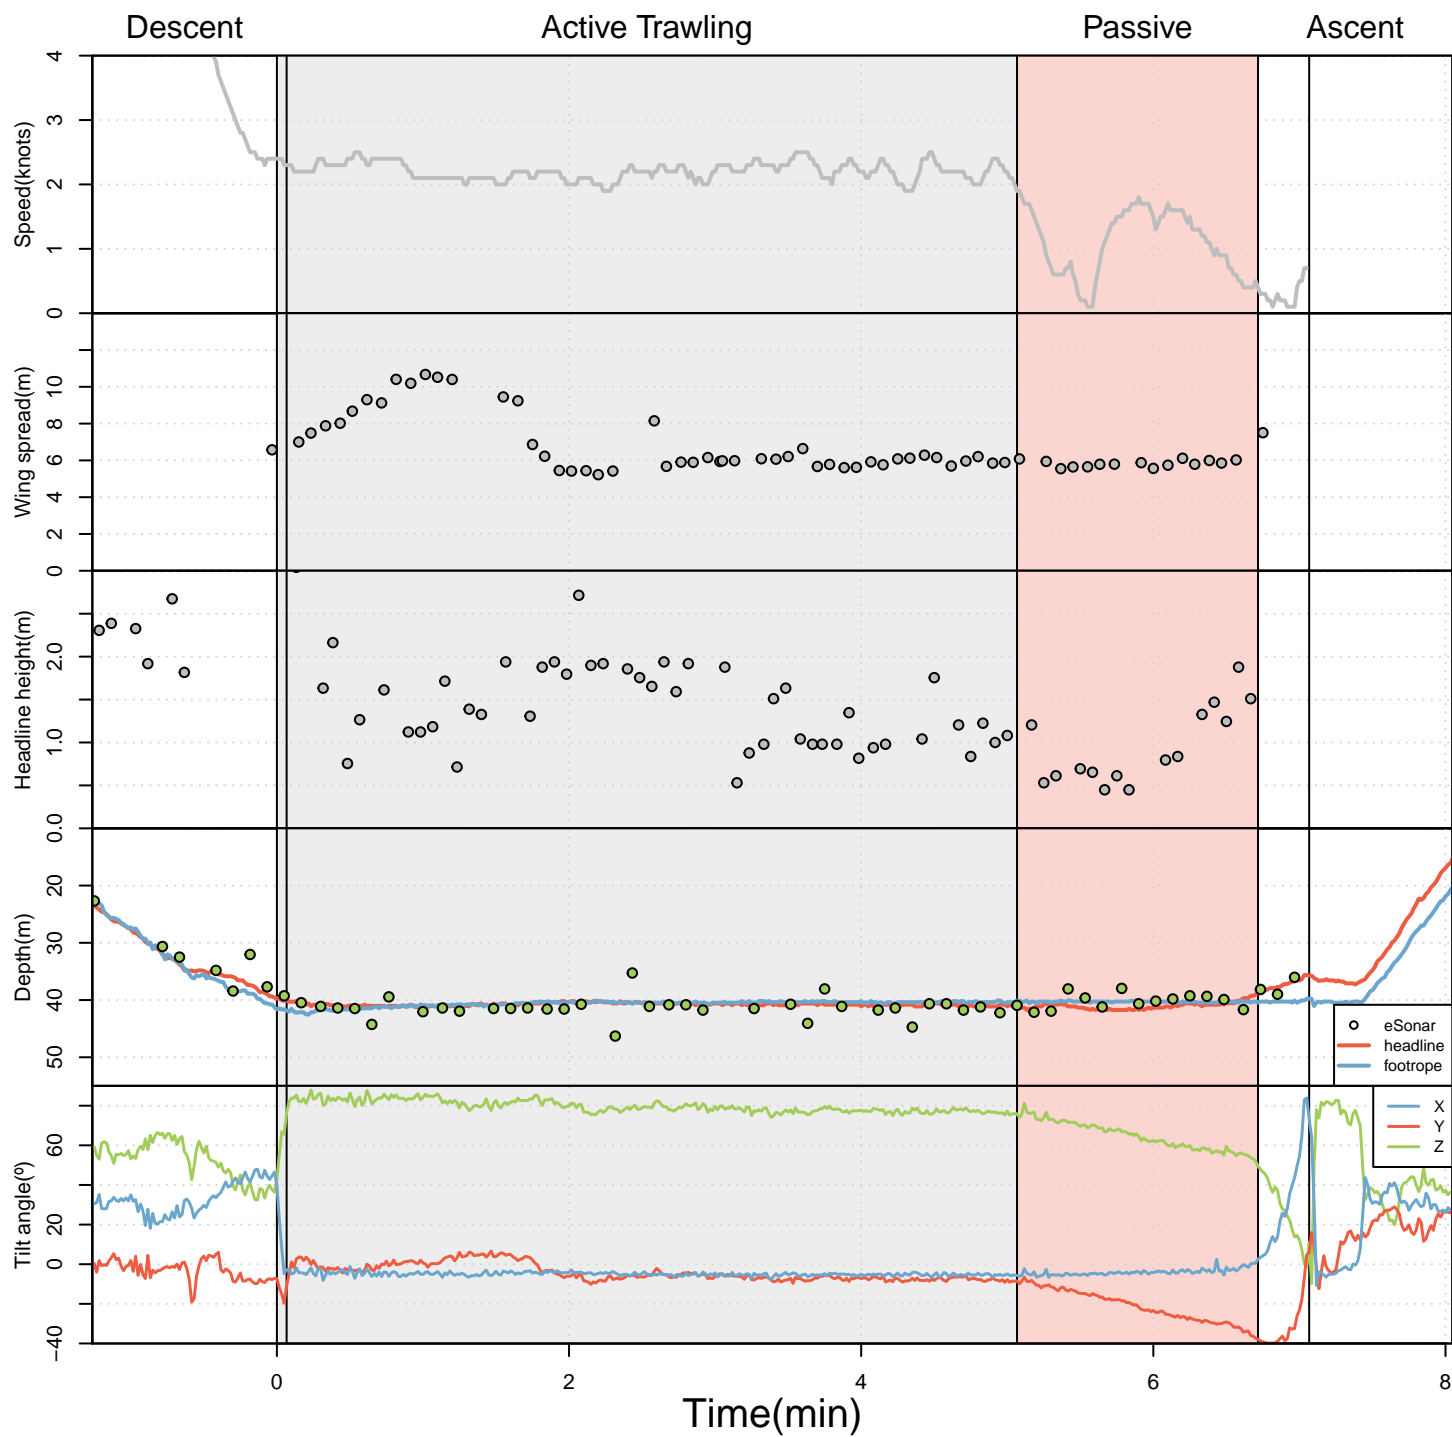 Descent Active Trawling Passive Ascent
Speed(knots)
4
3
2
1
0
Wing spread(m)
10
8
6
4
2
0
Headline height(m)
2.0
1.0
0.0
Depth(m)
20
30
40
50
eSonar
headline
footrope
Tilt angle(º)
60
20
0
−40
X
Y
Z
0 2 4 6 8
Time(min)